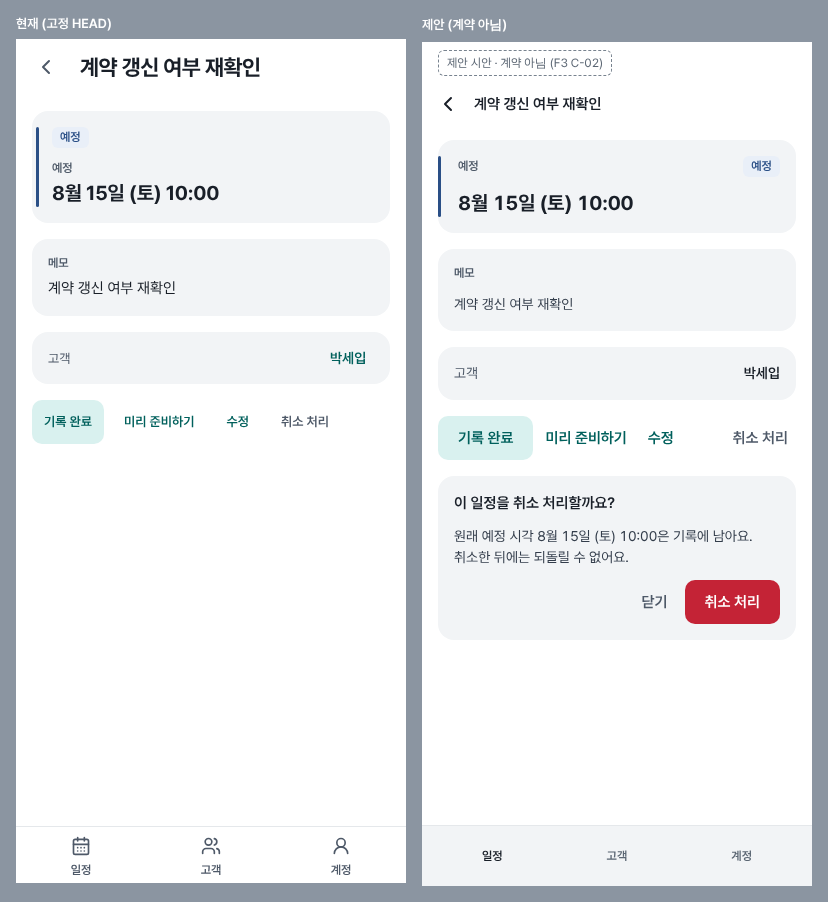 현재 (고정 HEAD)
계약 갱신 여부 재확인
예정
예정
8월 15일 (토) 10:00
메모
계약 갱신 여부 재확인
고객 박세입
기록 완료 미리 준비하기 수정 취소 처리
일정 고객 계정
제안 (계약 아님)
제안 시안 · 계약 아님 (F3 C-02)
계약 갱신 여부 재확인
예정 예정
8월 15일 (토) 10:00
메모
계약 갱신 여부 재확인
고객 박세입
기록 완료 미리 준비하기 수정 취소 처리
이 일정을 취소 처리할까요?
원래 예정 시각 8월 15일 (토) 10:00은 기록에 남아요.
취소한 뒤에는 되돌릴 수 없어요.
닫기 취소 처리
일정 고객 계정